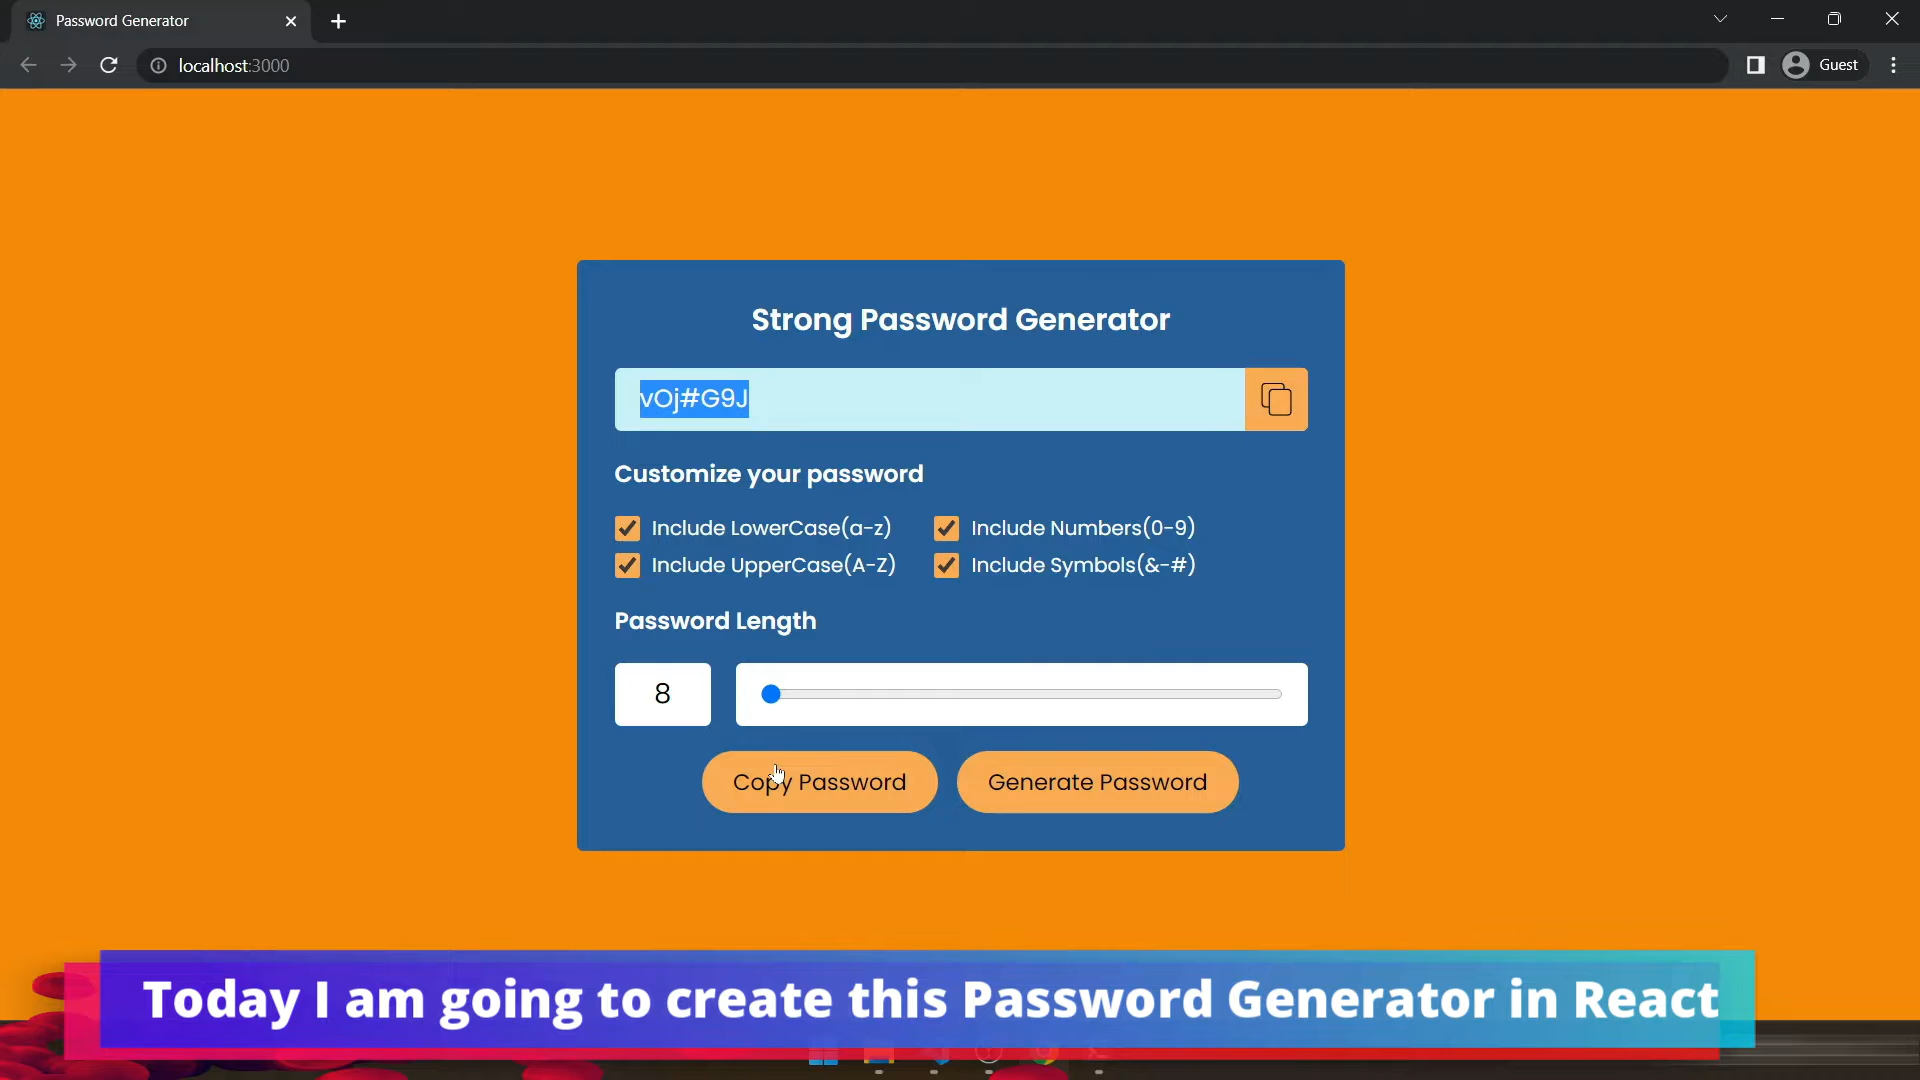 Password Generator
localhost:3000
Guest
Strong Password Generator
vOj#G9J
Customize your password
Include LowerCase(a-z)
Include Numbers(0-9)
Include UpperCase(A-Z)
Include Symbols(&-#)
Password Length
8
Copy Password
Generate Password
Today I am going to create this Password Generator in React